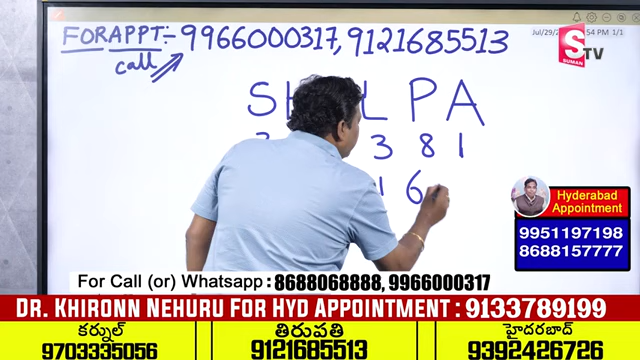 FOR APPT:- 9966000317, 9121685513
call
Jul/29/
54 PM 1/1
S TV
SUMAN
S L P A
3 8 1
1 6
Hyderabad
Appointment
9951197198
8688157777
For Call (or) Whatsapp : 8688068888, 9966000317
Dr. Khironn Nehuru For Hyd Appointment : 9133789199
కర్నుల్ తిరుపతి హైదరాబాద్
9703335056 9121685513 9392426726